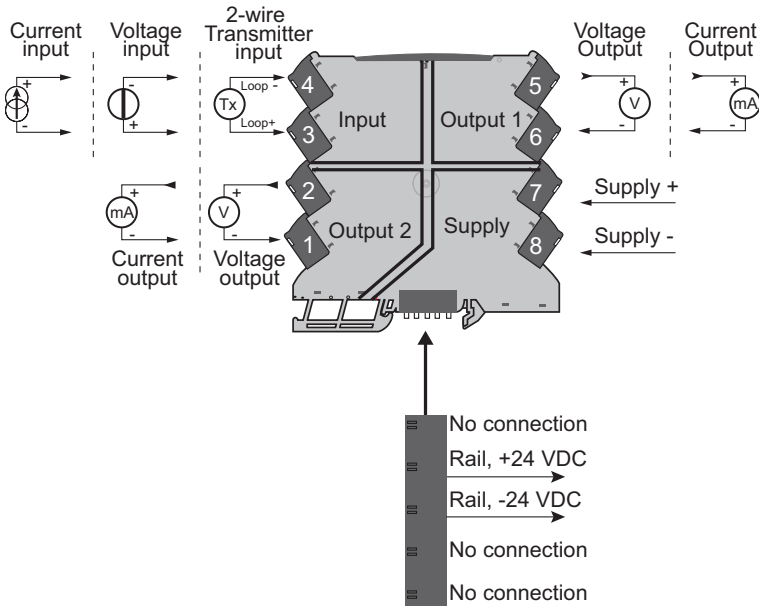 Current
input
Voltage
input
2-wire
Transmitter
input
Voltage
Output
Current
Output
+
-
-
+
Tx
Loop -
Loop+
4
3
Input
Output 1
5
6
+
V
-
+
mA
-
mA
+
-
Current
output
V
+
-
Voltage
output
2
1
Output 2
Supply
7
8
Supply +
Supply -
No connection
Rail, +24 VDC
Rail, -24 VDC
No connection
No connection